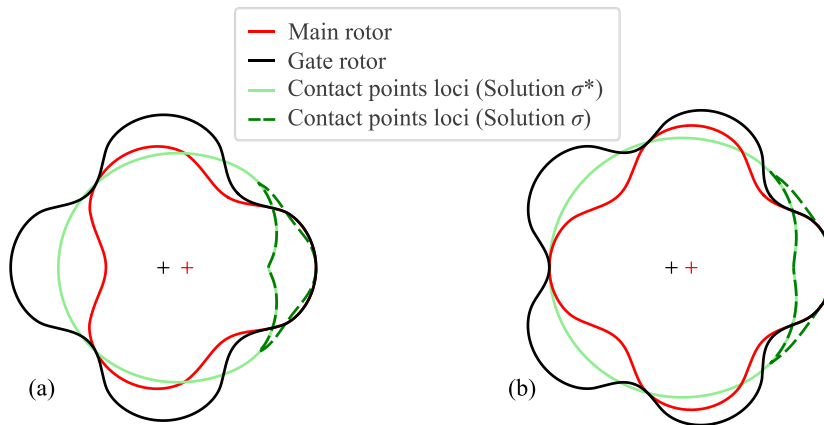 Main rotor
Gate rotor
Contact points loci (Solution σ*)
Contact points loci (Solution σ)
(a)
(b)